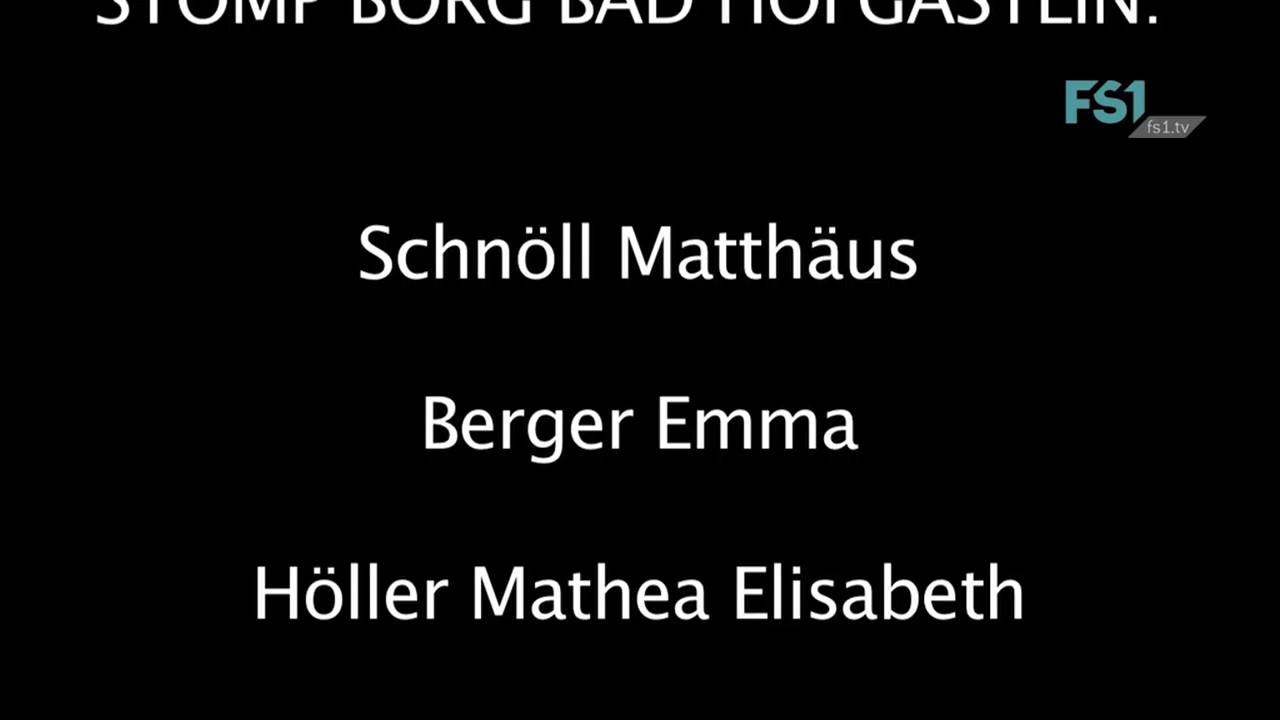 STOMP BORG BAD HOFGASTEIN:
FS1
fs1.tv
Schnöll Matthäus
Berger Emma
Höller Mathea Elisabeth